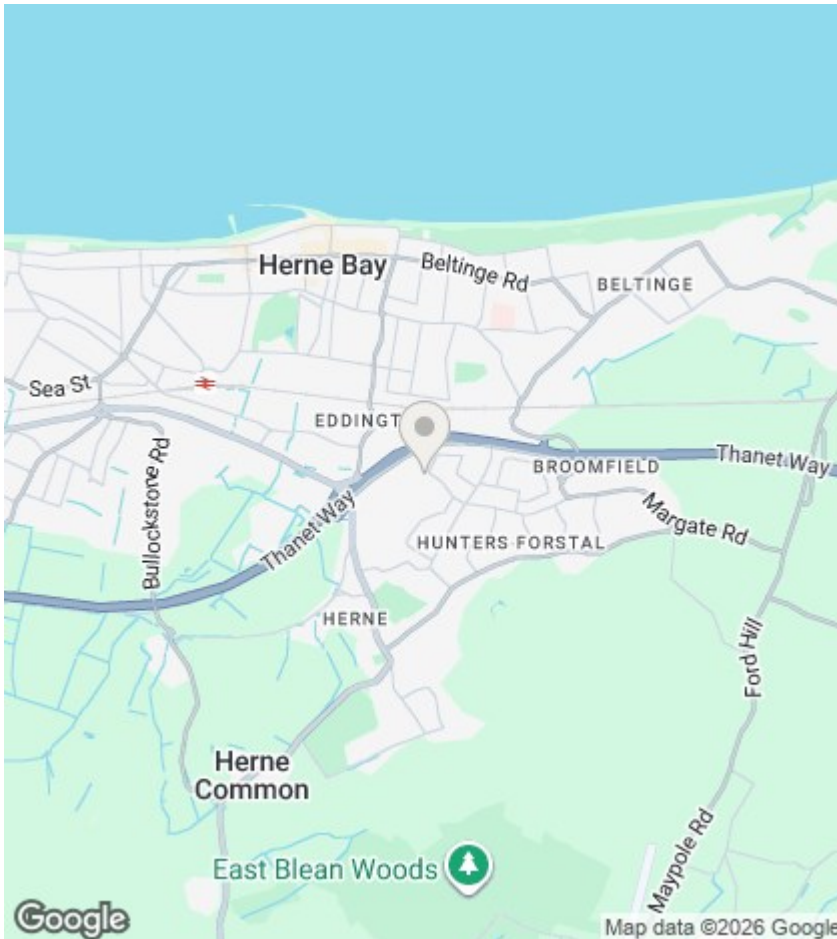 Herne Bay
Beltinge Rd
BELTINGE
Sea St
EDDINGT
Bullockstone Rd
Thanet Way
BROOMFIELD
Thanet Way
Margate Rd
HUNTERS FORSTAL
HERNE
Ford Hill
Herne
Common
East Blean Woods
Maypole Rd
Google
Map data ©2026 Google